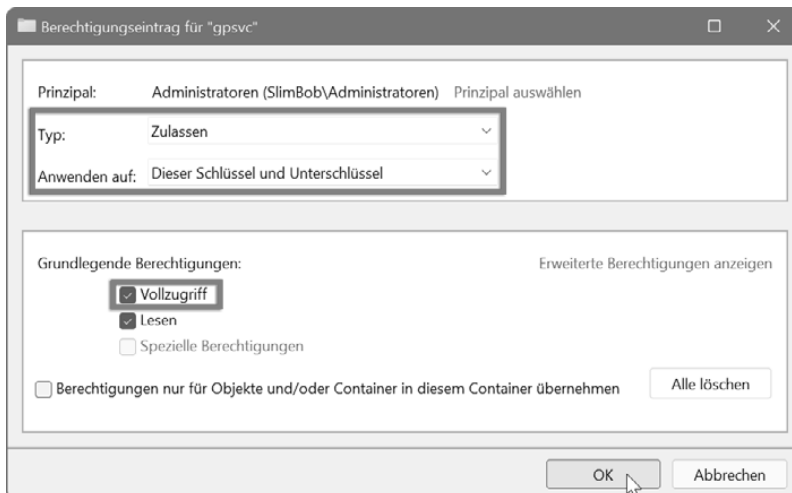 Berechtigungseintrag für "gpsvc"
Prinzipal: Administratoren (SlimBob\Administratoren) Prinzipal auswählen
Typ: Zulassen
Anwenden auf: Dieser Schlüssel und Unterschlüssel
Grundlegende Berechtigungen: Erweiterte Berechtigungen anzeigen
Vollzugriff
Lesen
Spezielle Berechtigungen
Berechtigungen nur für Objekte und/oder Container in diesem Container übernehmen Alle löschen
OK Abbrechen